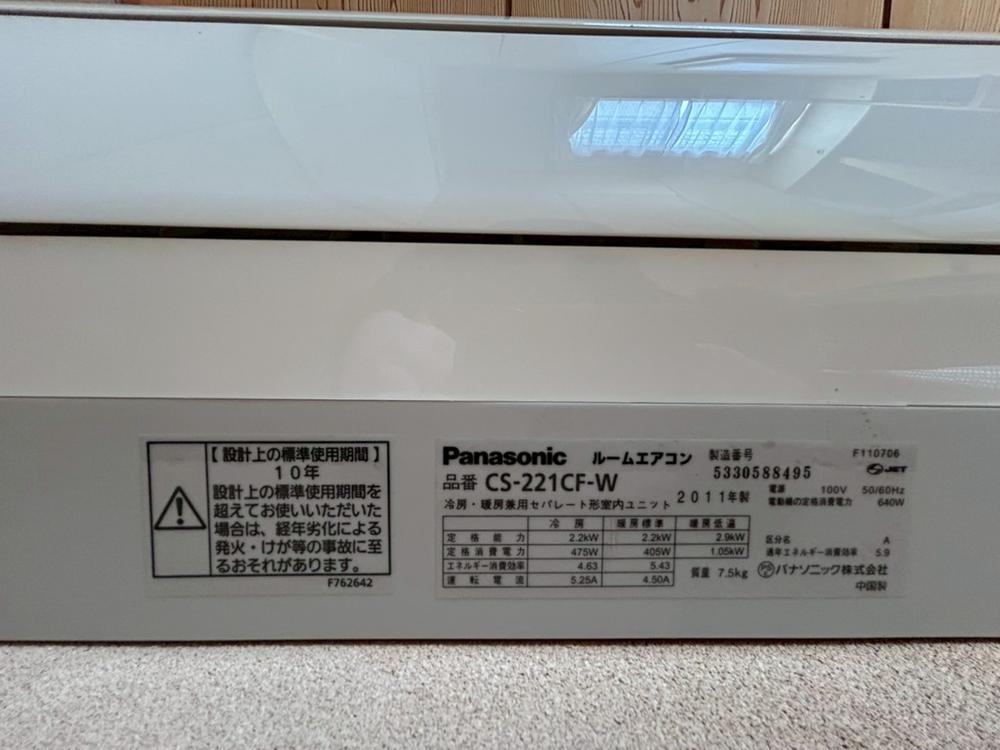 【設計上の標準使用期間】
10年
設計上の標準使用期間を
超えてお使いいただいた
場合は、経年劣化による
発火・けが等の事故に至
るおそれがあります。
F762642
Panasonic ルームエアコン 製造番号 F110706
5330588495 JET
品番 CS-221CF-W 2011年製
電源 100V 50/60Hz
電動機の定格消費電力 640W
冷房・暖房兼用セパレート形室内ユニット
冷房 暖房標準 暖房低温
定格能力 2.2kW 2.2kW 2.9kW
定格消費電力 475W 405W 1.05kW
エネルギー消費効率 4.63 5.43
運転電流 5.25A 4.50A
区分名 A
通年エネルギー消費効率 5.9
質量 7.5kg PS E パナソニック株式会社
中国製